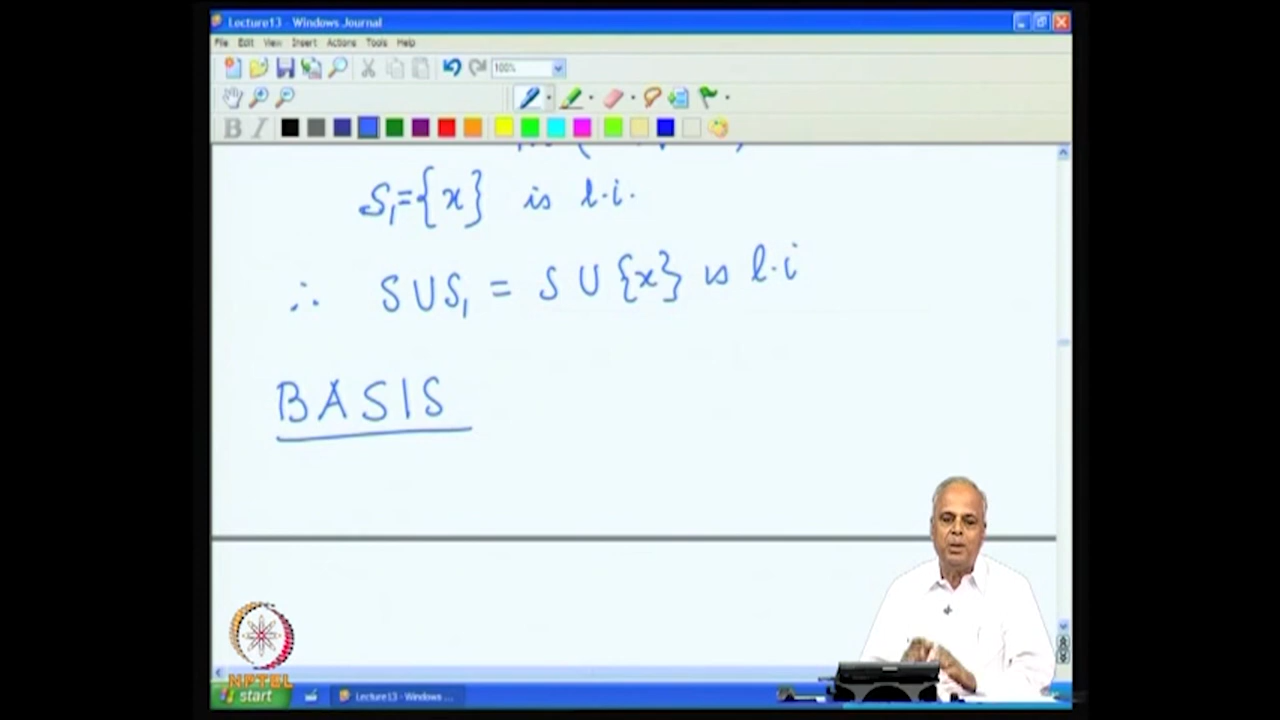 Lecture13 - Windows Journal
File Edit View Insert Actions Tools Help
100%
B I
S₁={x} is l.i.
∴ S∪S₁ = S∪{x} is l.i
BASIS
NPTEL
start Lecture13 - Windows ...